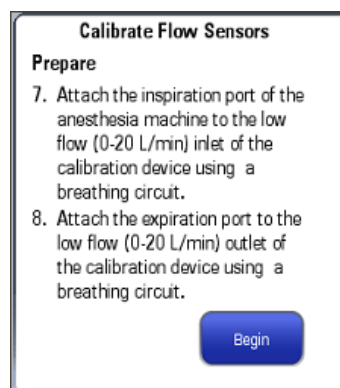 Calibrate Flow Sensors
Prepare
7. Attach the inspiration port of the
anesthesia machine to the low
flow (0-20 L/min) inlet of the
calibration device using a
breathing circuit.
8. Attach the expiration port to the
low flow (0-20 L/min) outlet of
the calibration device using a
breathing circuit.
Begin